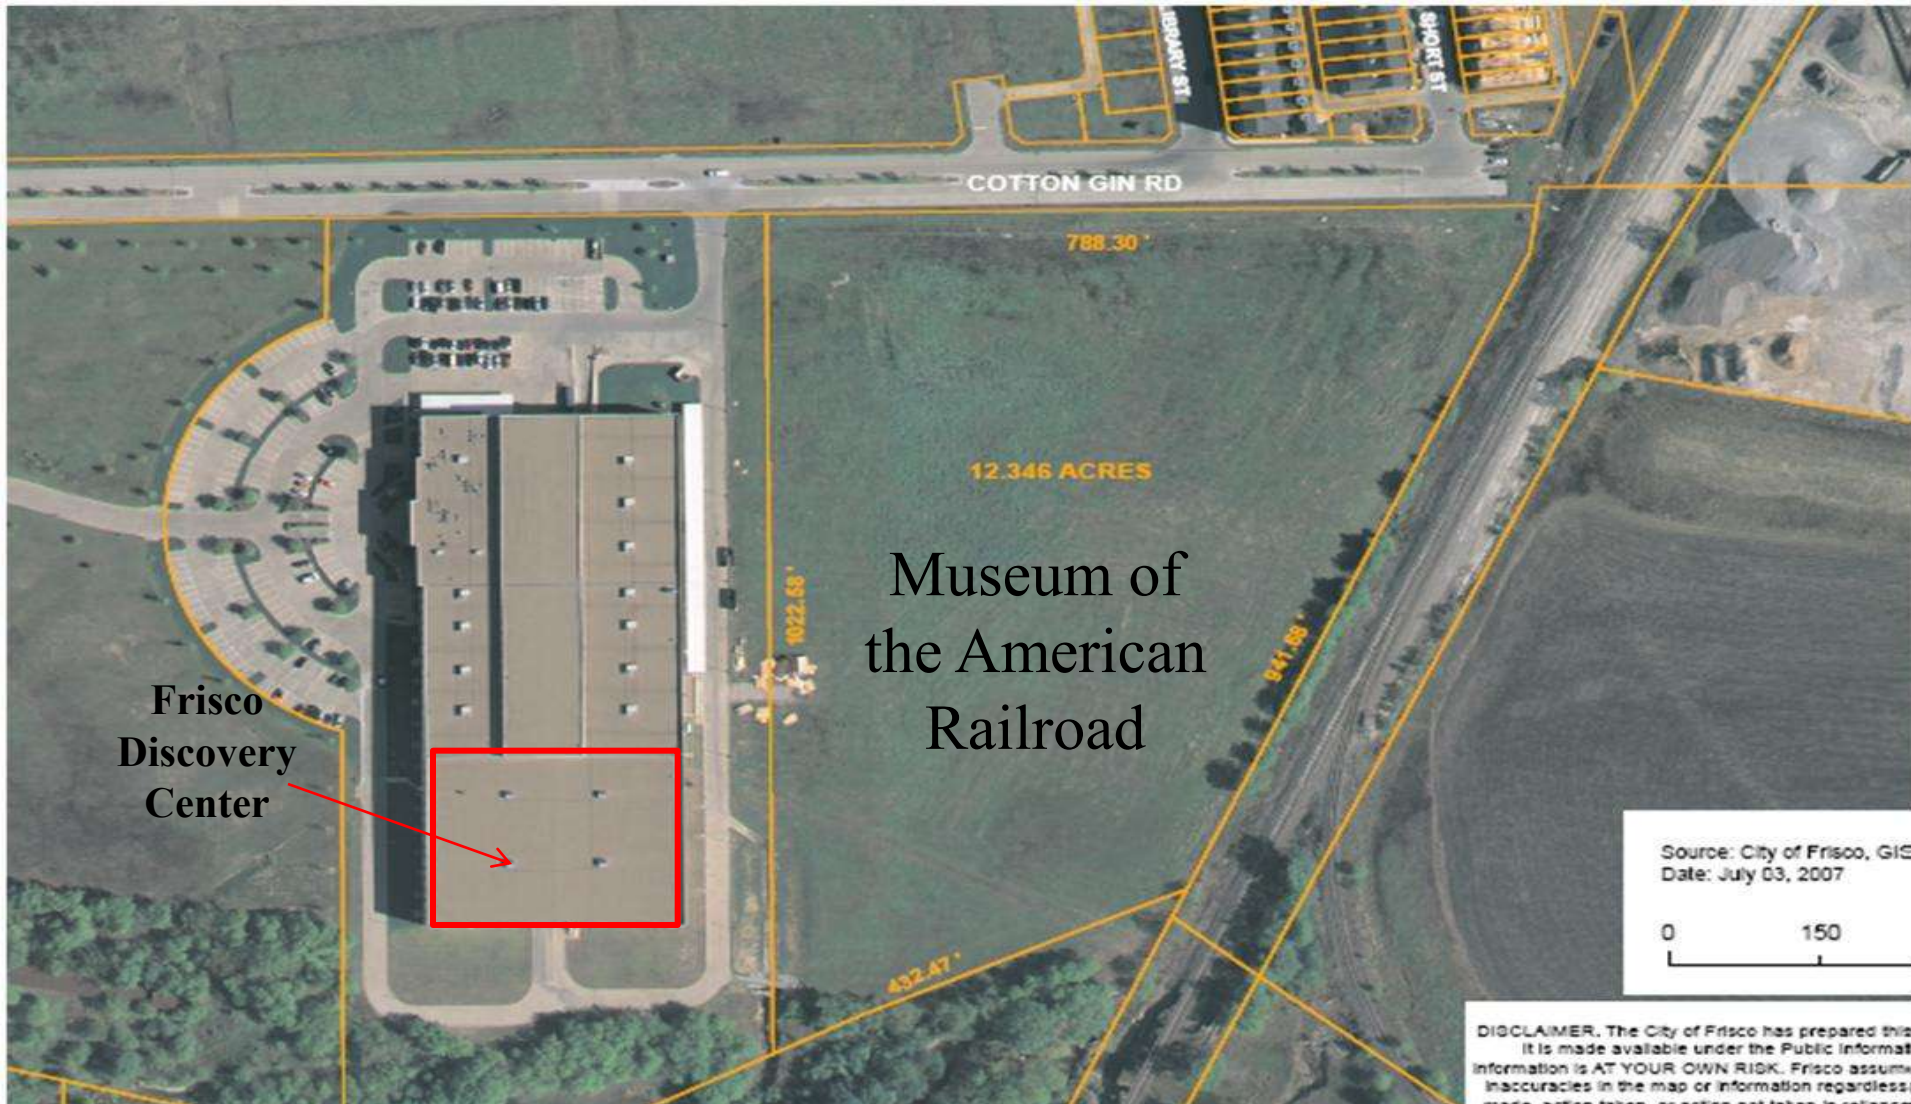 LIBRARY ST
SHORT ST
COTTON GIN RD
788.30 '
12.346 ACRES
1022.68 '
Museum of
the American
Railroad
941.68 '
Frisco
Discovery
Center
432.47 '
Source: City of Frisco, GIS
Date: July 03, 2007
0 150
DISCLAIMER. The City of Frisco has prepared this
It is made available under the Public Informat
Information is AT YOUR OWN RISK. Frisco assum
inaccuracies in the map or information regardless